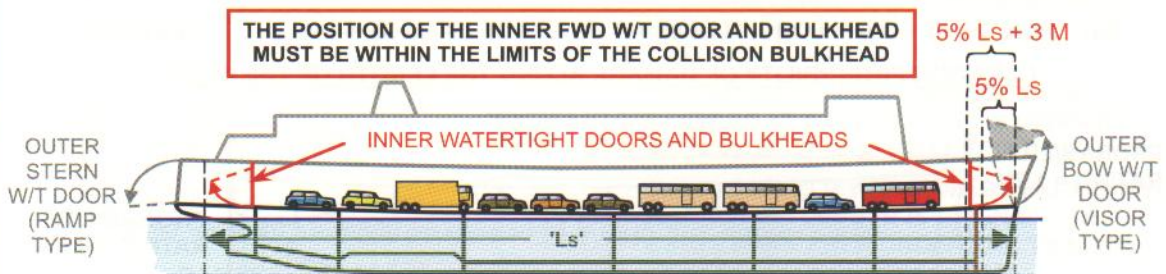 THE POSITION OF THE INNER FWD W/T DOOR AND BULKHEAD
MUST BE WITHIN THE LIMITS OF THE COLLISION BULKHEAD
5% Ls + 3 M
5% Ls
INNER WATERTIGHT DOORS AND BULKHEADS
OUTER
STERN
W/T DOOR
(RAMP
TYPE)
OUTER
BOW W/T
DOOR
(VISOR
TYPE)
'Ls'